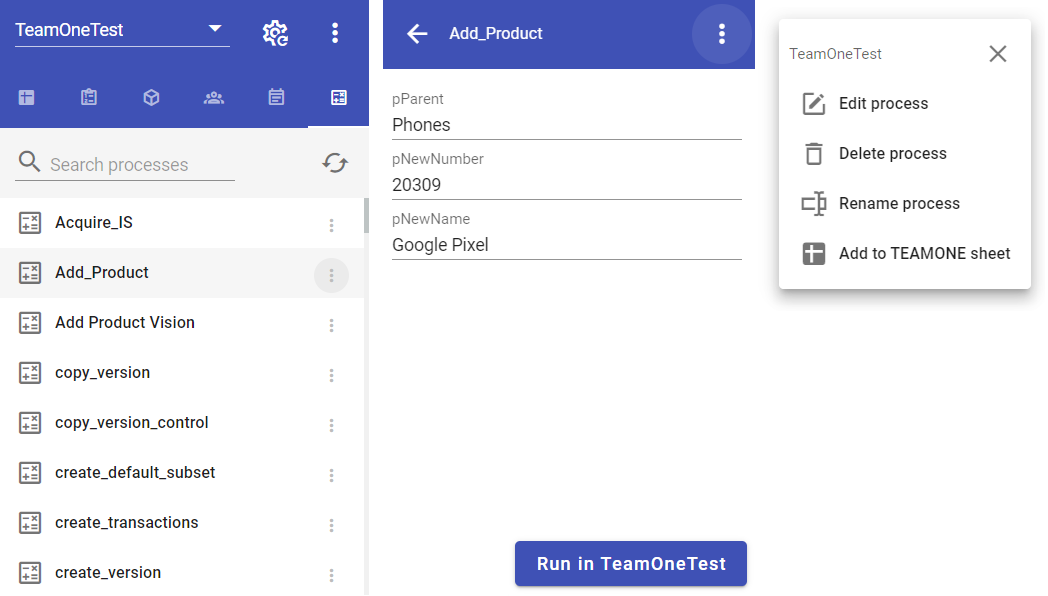 TeamOneTest
Search processes
Acquire_IS
Add_Product
Add Product Vision
copy_version
copy_version_control
create_default_subset
create_transactions
create_version
Add_Product
pParent
Phones
pNewNumber
20309
pNewName
Google Pixel
Run in TeamOneTest
TeamOneTest
Edit process
Delete process
Rename process
Add to TEAMONE sheet